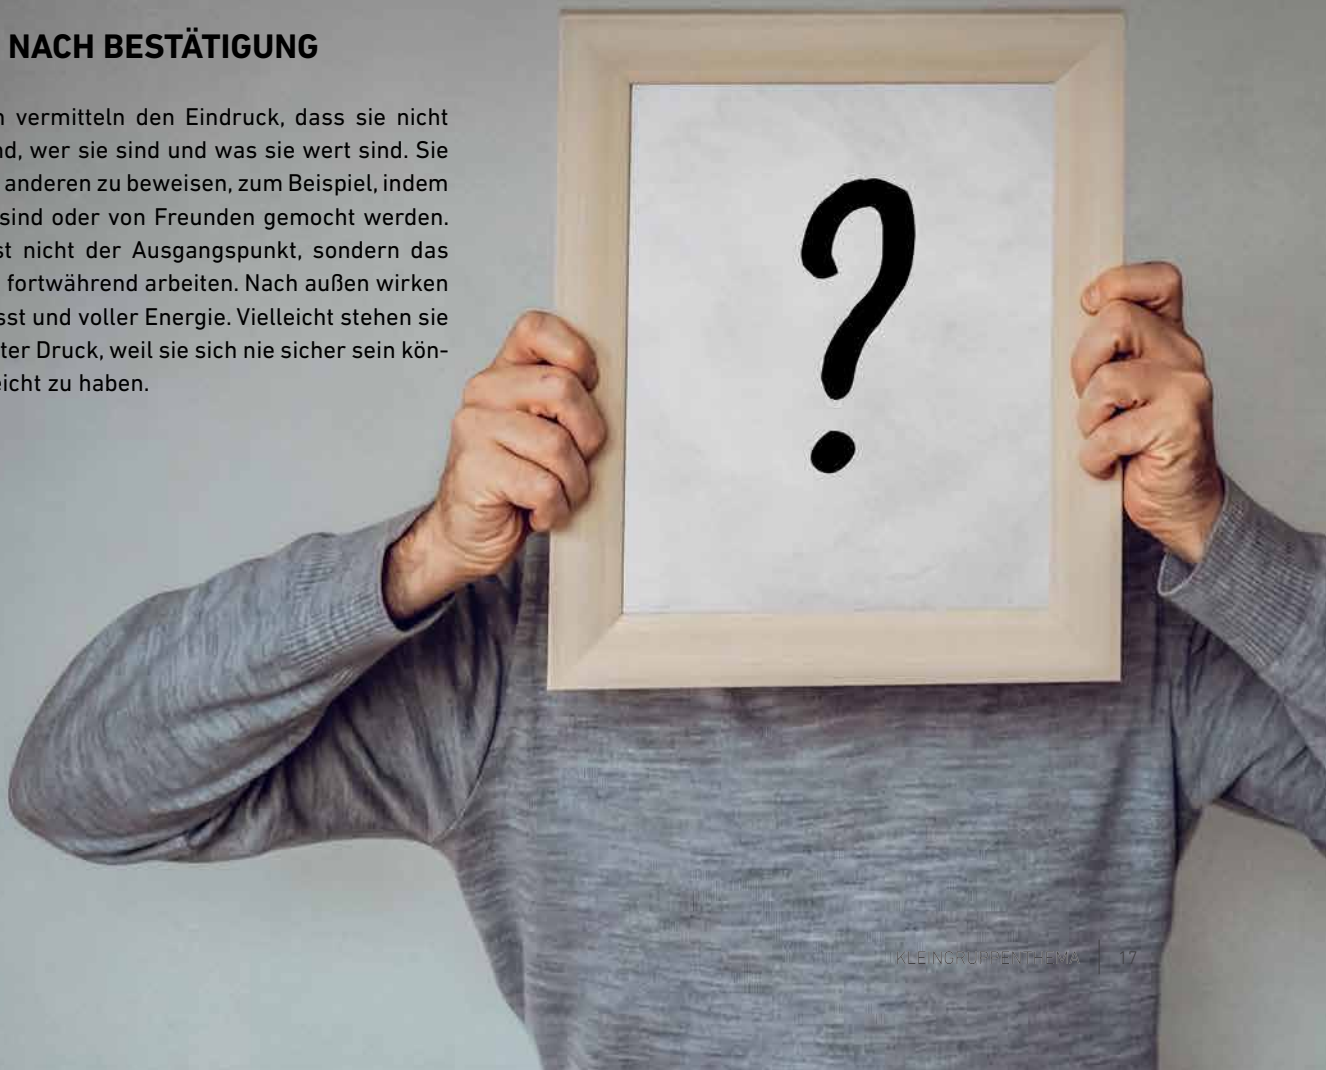 NACH BESTÄTIGUNG
n vermitteln den Eindruck, dass sie nicht
nd, wer sie sind und was sie wert sind. Sie
anderen zu beweisen, zum Beispiel, indem
sind oder von Freunden gemocht werden.
st nicht der Ausgangspunkt, sondern das
fortwährend arbeiten. Nach außen wirken
sst und voller Energie. Vielleicht stehen sie
ter Druck, weil sie sich nie sicher sein kön-
eicht zu haben.
?
KLEINGRUPPENTHEMA | 17